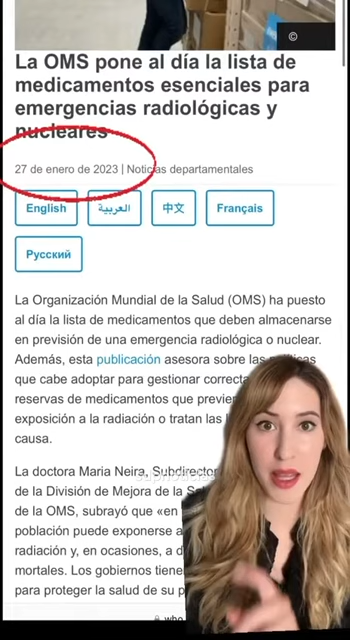 ©
La OMS pone al día la lista de
medicamentos esenciales para
emergencias radiológicas y
nucleares
27 de enero de 2023 | Noticias departamentales
English
العربية
中文
Français
Русский
La Organización Mundial de la Salud (OMS) ha puesto
al día la lista de medicamentos que deben almacenarse
en previsión de una emergencia radiológica o nuclear.
Además, esta publicación asesora sobre las políticas
que cabe adoptar para gestionar
reservas de medicamentos que
exposición a la radiación o tratan las
causa.
La doctora Maria Neira,
de la División de Mejora de la
de la OMS, subrayó que «en
población puede exponerse a
radiación y, en ocasiones, a
mortales. Los gobiernos
para proteger la salud de su
who